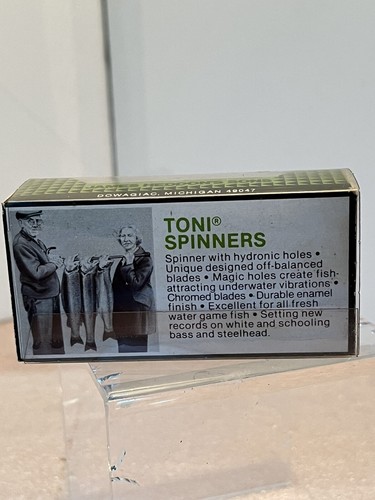 DOWAGIAC, MICHIGAN 49047
TONI®
SPINNERS
Spinner with hydronic holes •
Unique designed off-balanced
blades • Magic holes create fish-
attracting underwater vibrations •
Chromed blades • Durable enamel
finish • Excellent for all fresh
water game fish • Setting new
records on white and schooling
bass and steelhead.